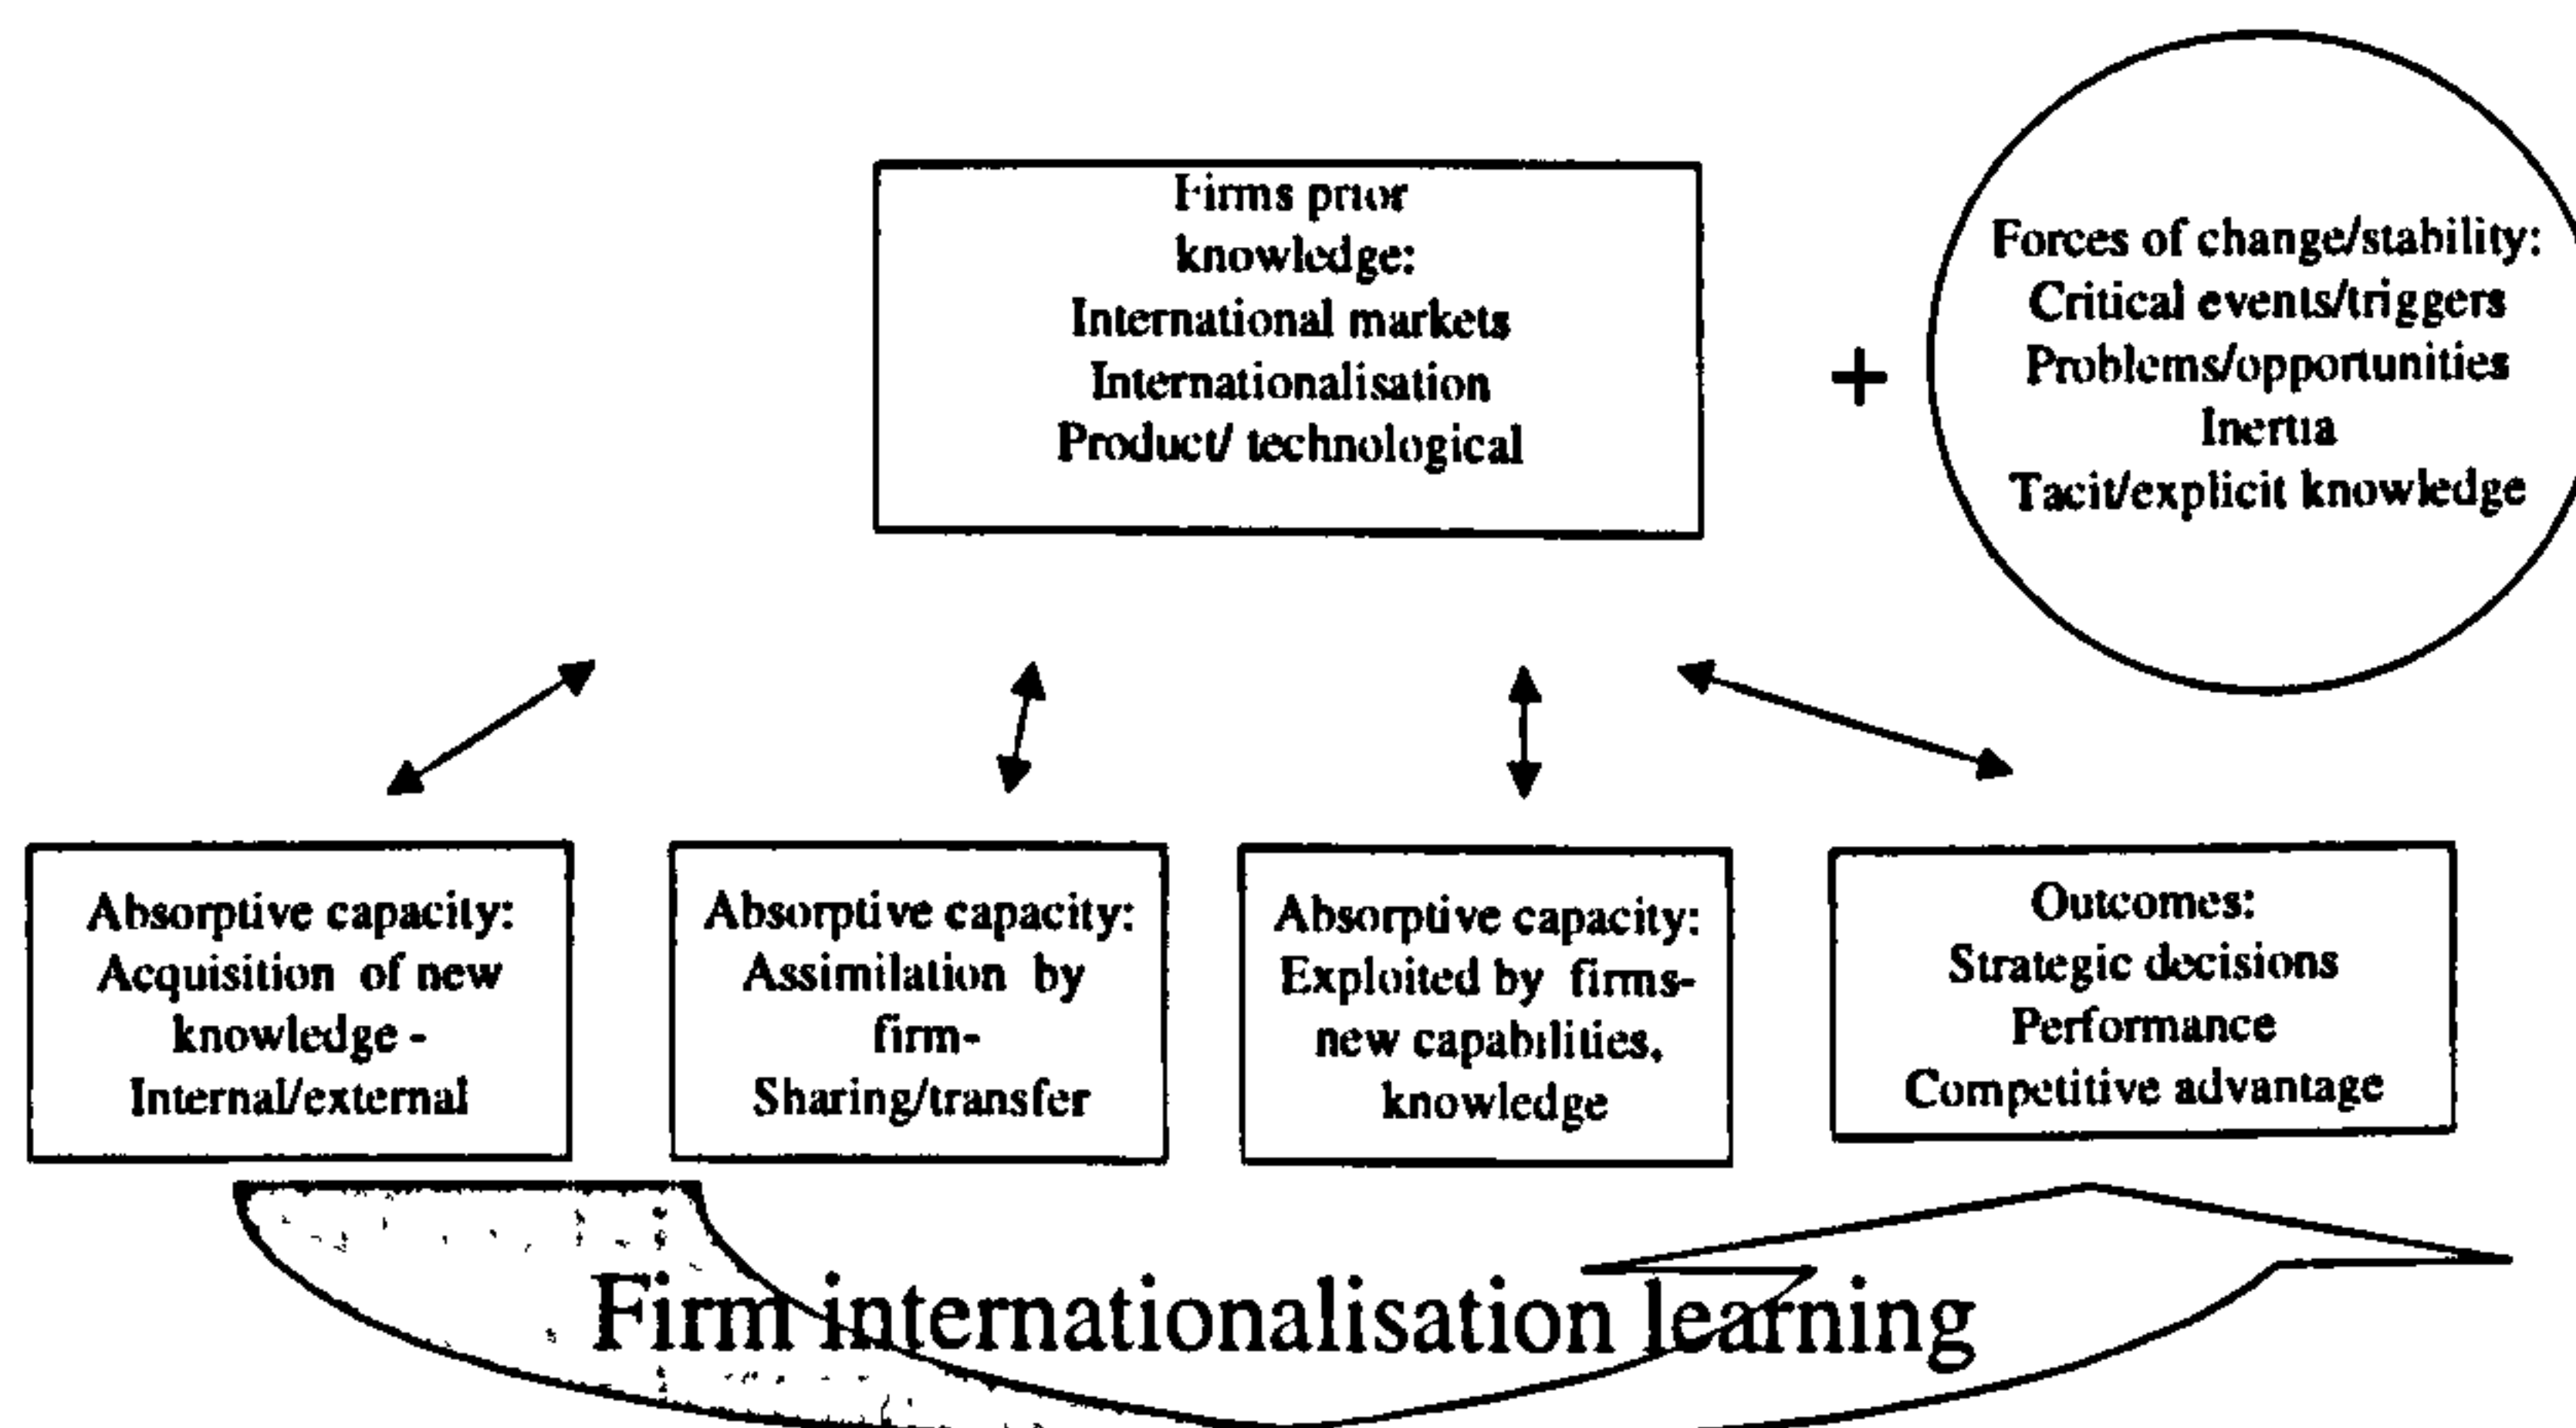 Firms prior
knowledge:
International markets
Internationalisation
Product/ technological
+
Forces of change/stability:
Critical events/triggers
Problems/opportunities
Inertia
Tacit/explicit knowledge
Absorptive capacity:
Acquisition of new
knowledge -
Internal/external
Absorptive capacity:
Assimilation by
firm-
Sharing/transfer
Absorptive capacity:
Exploited by firms-
new capabilities,
knowledge
Outcomes:
Strategic decisions
Performance
Competitive advantage
Firm internationalisation learning